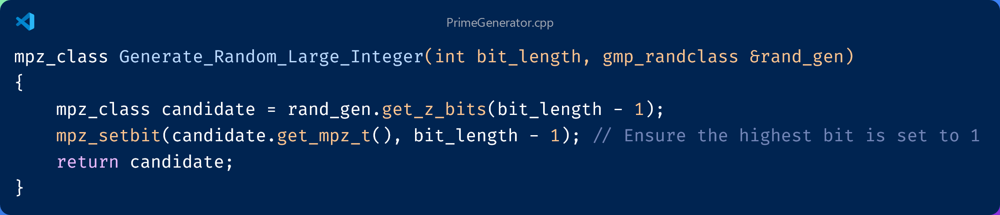 PrimeGenerator.cpp
mpz_class Generate_Random_Large_Integer(int bit_length, gmp_randclass &rand_gen)
{
    mpz_class candidate = rand_gen.get_z_bits(bit_length - 1);
    mpz_setbit(candidate.get_mpz_t(), bit_length - 1); // Ensure the highest bit is set to 1
    return candidate;
}